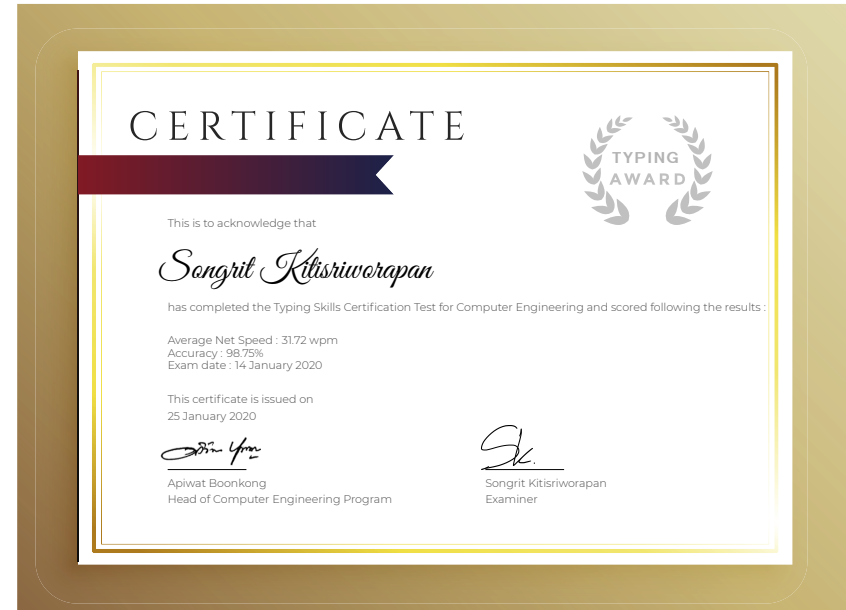 CERTIFICATE
TYPING
AWARD
This is to acknowledge that
Songrit Kitisriworapan
has completed the Typing Skills Certification Test for Computer Engineering and scored following the results :
Average Net Speed : 31.72 wpm
Accuracy : 98.75%
Exam date : 14 January 2020
This certificate is issued on
25 January 2020
Sk.
Apiwat Boonkong
Head of Computer Engineering Program
Songrit Kitisriworapan
Examiner